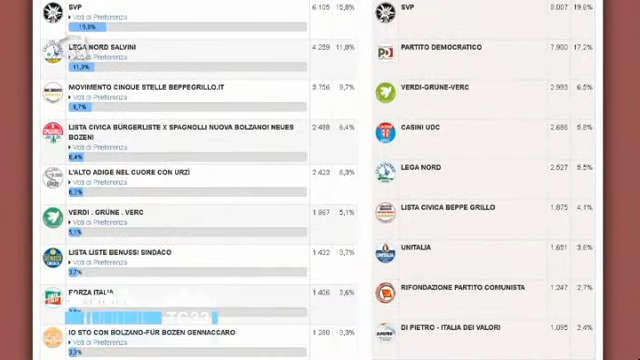 SVP 6.105 15,8%
Voti di Preferenza
15,8%
LEGA NORD SALVINI 4.259 11,0%
Voti di Preferenza
MOVIMENTO CINQUE STELLE BEPPEGRILLO.IT 3.756 9,7%
Voti di Preferenza
9,7%
LISTA CIVICA BÜRGERLISTE X SPAGNOLLI NUOVA BOLZANO! NEUES 2.488 6,4%
BOZEN!
Voti di Preferenza
6,4%
L'ALTO ADIGE NEL CUORE CON URZÌ 2.423 6,3%
Voti di Preferenza
6,3%
VERDI . GRÜNE . VERC 1.967 5,1%
Voti di Preferenza
5,1%
LISTA LISTE BENUSSI SINDACO 1.432 3,7%
Voti di Preferenza
3,7%
FORZA ITALIA 3,6%
IO STO CON BOLZANO-FÜR BOZEN GENNACCARO 1.280 3,3%
Voti di Preferenza
3,3%
SVP 9.007 19,6%
PARTITO DEMOCRATICO 7.900 17,2%
VERDI-GRÜNE-VERC 2.993 6,5%
CASINI UDC 2.686 5,8%
LEGA NORD 2.527 5,5%
LISTA CIVICA BEPPE GRILLO 1.875 4,1%
UNITALIA 1.651 3,6%
RIFONDAZIONE PARTITO COMUNISTA 1.247 2,7%
DI PIETRO - ITALIA DEI VALORI 1.095 2,4%